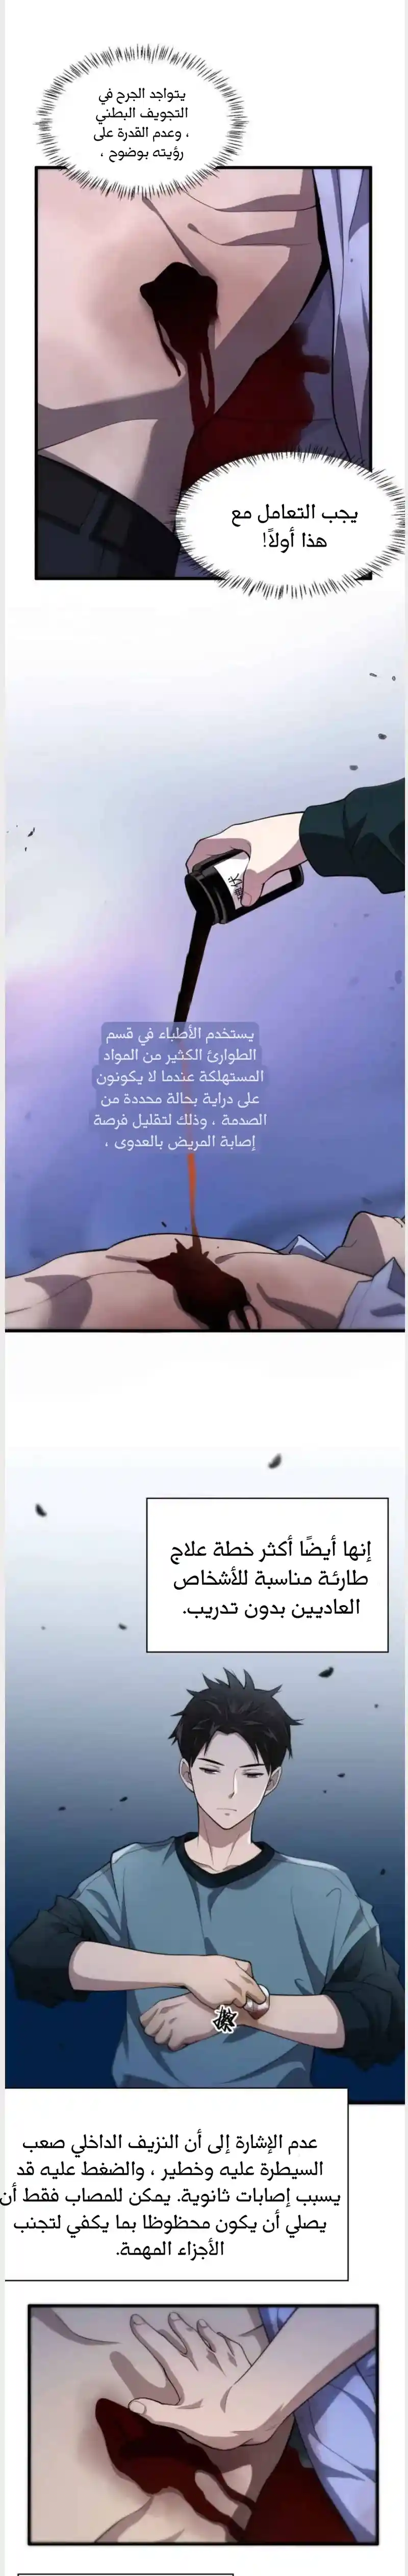 يتواجد الجرح في
التجويف البطني
، وعدم القدرة على
رؤيته بوضوح ،
يجب التعامل مع
هذا أولاً!
يستخدم الأطباء في قسم
الطوارئ الكثير من المواد
المستهلكة عندما لا يكونون
على دراية بحالة محددة من
الصدمة ، وذلك لتقليل فرصة
إصابة المريض بالعدوى ،
إنها أيضًا أكثر خطة علاج
طارئة مناسبة للأشخاص
العاديين بدون تدريب.
擦
عدم الإشارة إلى أن النزيف الداخلي صعب
السيطرة عليه وخطير ، والضغط عليه قد
يسبب إصابات ثانوية. يمكن للمصاب فقط أن
يصلي أن يكون محظوظا بما يكفي لتجنب
الأجزاء المهمة.